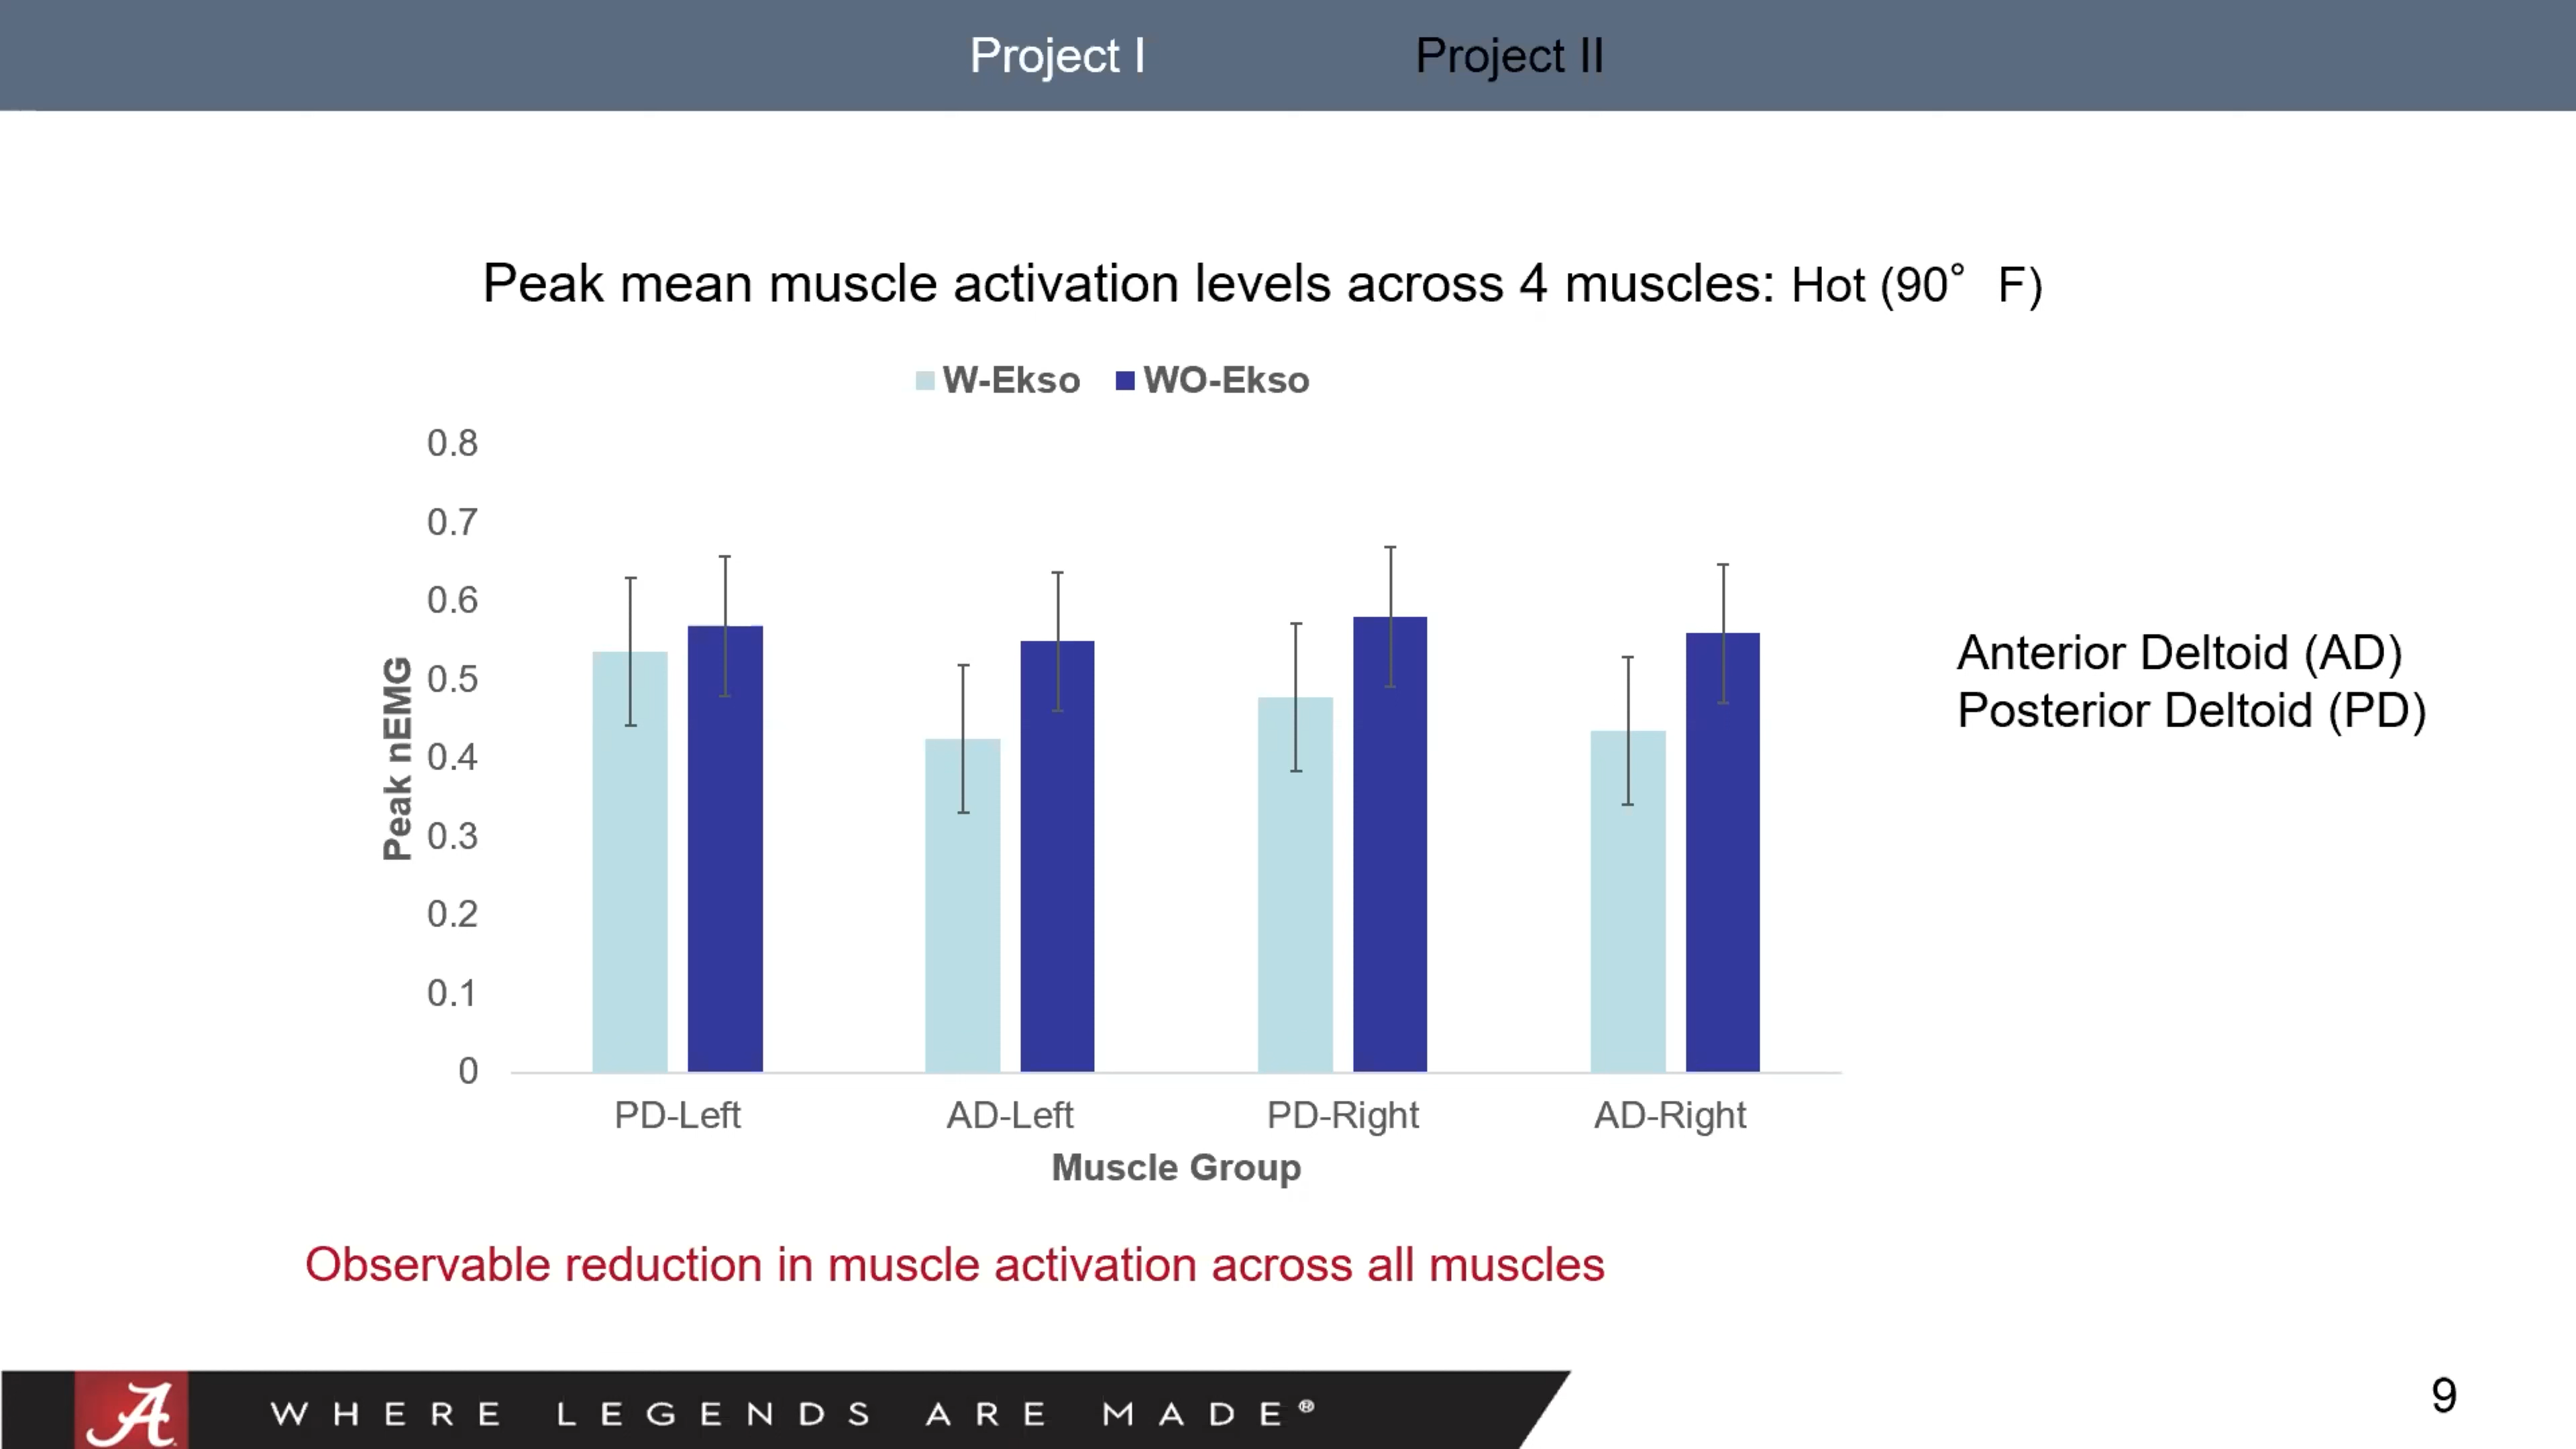 Project I
Project II
Peak mean muscle activation levels across 4 muscles: Hot (90° F)
W-Ekso
WO-Ekso
0.8
0.7
0.6
0.5
0.4
0.3
0.2
0.1
0
Peak nEMG
PD-Left
AD-Left
PD-Right
AD-Right
Muscle Group
Anterior Deltoid (AD)
Posterior Deltoid (PD)
Observable reduction in muscle activation across all muscles
A
WHERE LEGENDS ARE MADE®
9